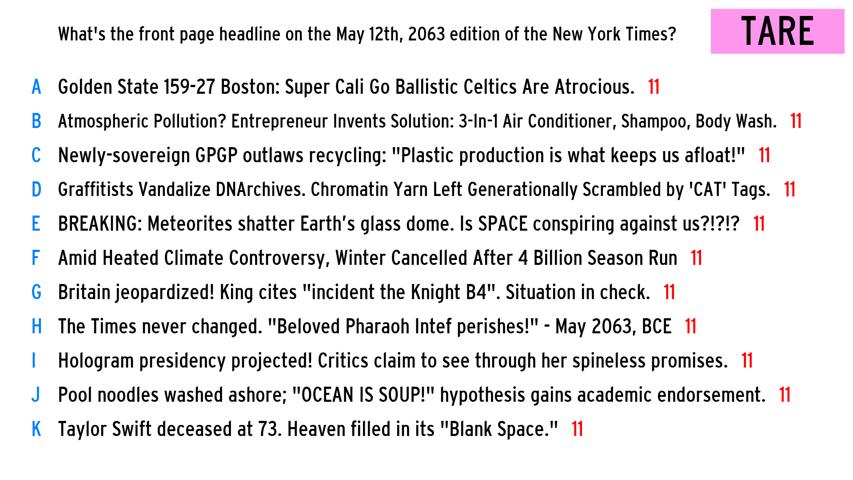 What's the front page headline on the May 12th, 2063 edition of the New York Times?
TARE
A Golden State 159-27 Boston: Super Cali Go Ballistic Celtics Are Atrocious. 11
B Atmospheric Pollution? Entrepreneur Invents Solution: 3-In-1 Air Conditioner, Shampoo, Body Wash. 11
C Newly-sovereign GPGP outlaws recycling: "Plastic production is what keeps us afloat!" 11
D Graffitists Vandalize DNArchives. Chromatin Yarn Left Generationally Scrambled by 'CAT' Tags. 11
E BREAKING: Meteorites shatter Earth's glass dome. Is SPACE conspiring against us?!?!? 11
F Amid Heated Climate Controversy, Winter Cancelled After 4 Billion Season Run 11
G Britain jeopardized! King cites "incident the Knight B4". Situation in check. 11
H The Times never changed. "Beloved Pharaoh Intef perishes!" - May 2063, BCE 11
I Hologram presidency projected! Critics claim to see through her spineless promises. 11
J Pool noodles washed ashore; "OCEAN IS SOUP!" hypothesis gains academic endorsement. 11
K Taylor Swift deceased at 73. Heaven filled in its "Blank Space." 11